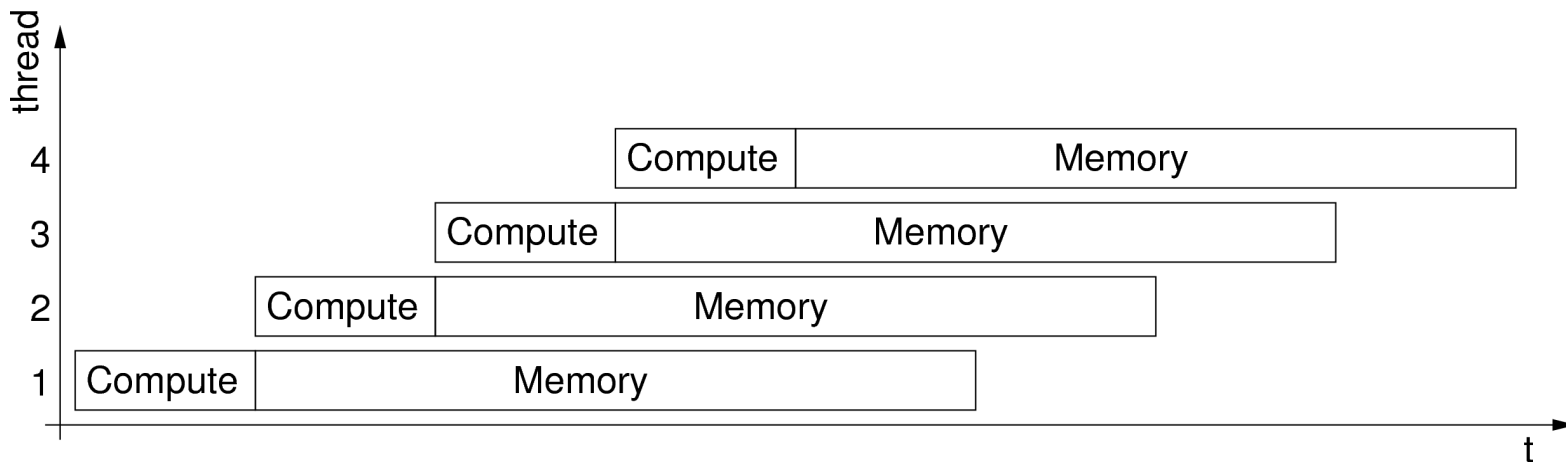 thread
4 Compute Memory
3 Compute Memory
2 Compute Memory
1 Compute Memory
t